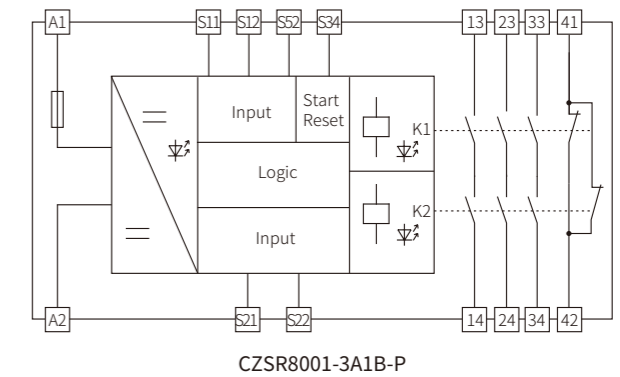 A1 S11 S12 S52 S34 13 23 33 41
Input
Start
Reset
K1
Logic
K2
Input
A2 S21 S22 14 24 34 42
CZSR8001-3A1B-P